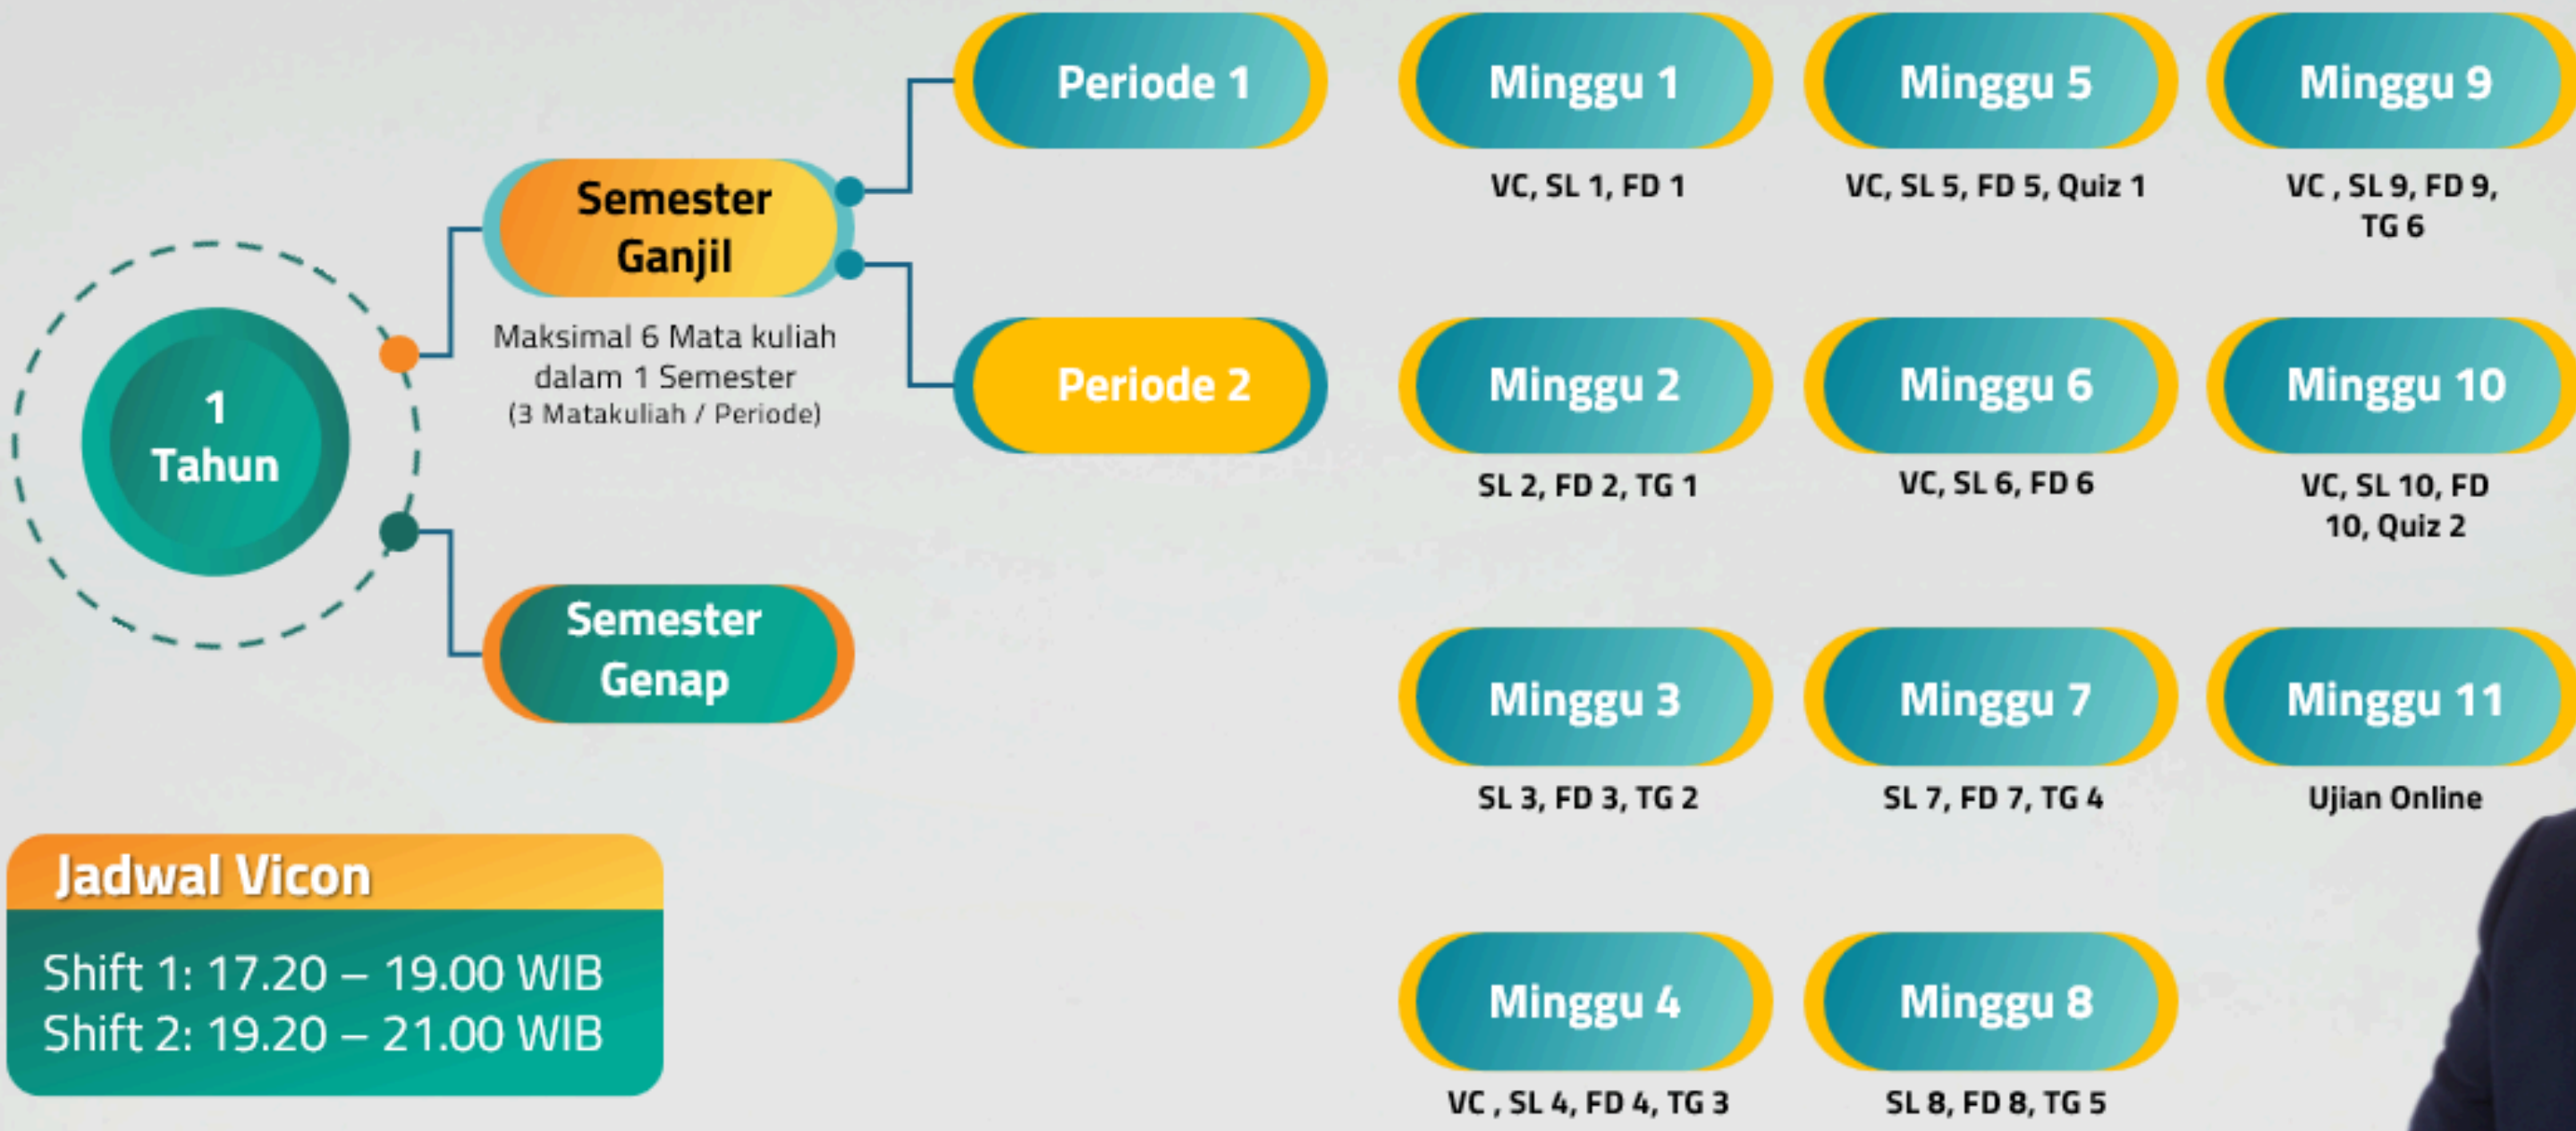 1
Tahun
Semester
Ganjil
Maksimal 6 Mata kuliah
dalam 1 Semester
(3 Matakuliah / Periode)
Semester
Genap
Periode 1
Periode 2
Minggu 1
VC, SL 1, FD 1
Minggu 2
SL 2, FD 2, TG 1
Minggu 3
SL 3, FD 3, TG 2
Minggu 4
VC , SL 4, FD 4, TG 3
Minggu 5
VC, SL 5, FD 5, Quiz 1
Minggu 6
VC, SL 6, FD 6
Minggu 7
SL 7, FD 7, TG 4
Minggu 8
SL 8, FD 8, TG 5
Minggu 9
VC , SL 9, FD 9,
TG 6
Minggu 10
VC, SL 10, FD
10, Quiz 2
Minggu 11
Ujian Online
Jadwal Vicon
Shift 1: 17.20 – 19.00 WIB
Shift 2: 19.20 – 21.00 WIB